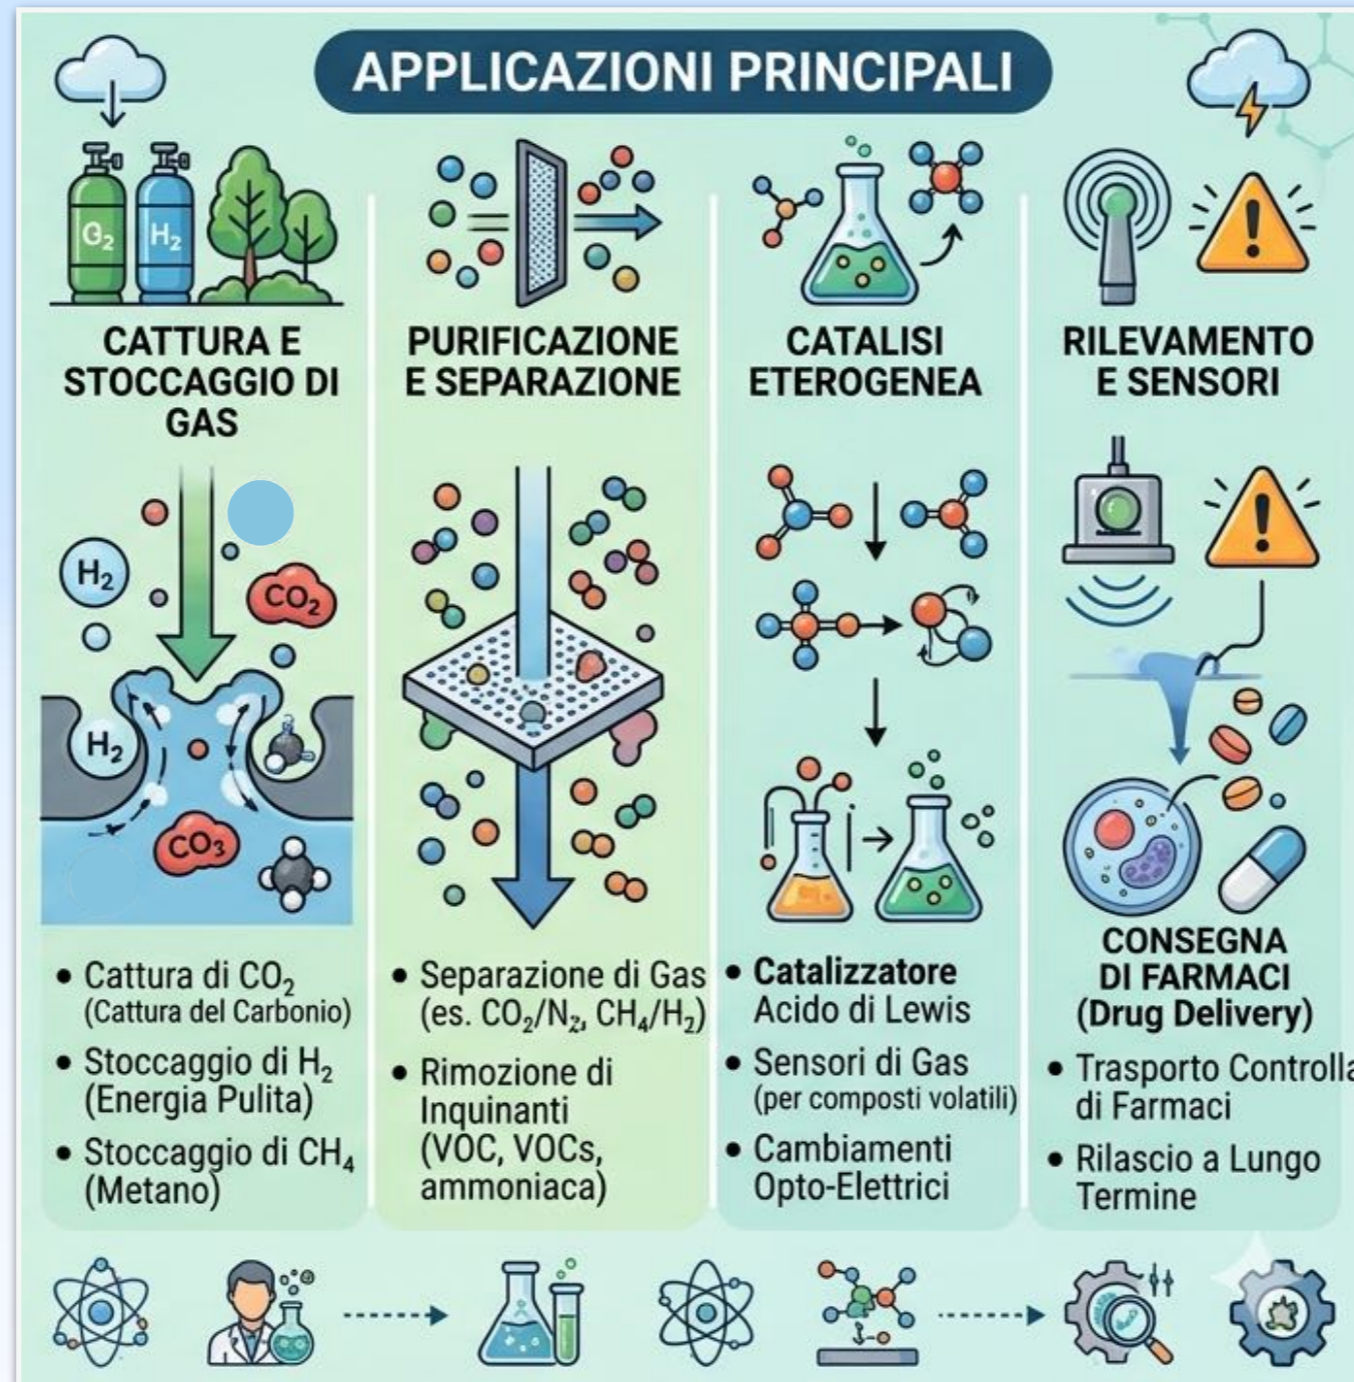 APPLICAZIONI PRINCIPALI
G₂
H₂
CATTURA E
STOCCAGGIO DI
GAS
H₂
CO₂
H₂
CO₃
• Cattura di CO₂
(Cattura del Carbonio)
• Stoccaggio di H₂
(Energia Pulita)
• Stoccaggio di CH₄
(Metano)
PURIFICAZIONE
E SEPARAZIONE
• Separazione di Gas
(es. CO₂/N₂, CH₄/H₂)
• Rimozione di
Inquinanti
(VOC, VOCs,
ammoniaca)
CATALISI
ETEROGENEA
• Catalizzatore
Acido di Lewis
• Sensori di Gas
(per composti volatili)
• Cambiamenti
Opto-Elettrici
RILEVAMENTO
E SENSORI
CONSEGNA
DI FARMACI
(Drug Delivery)
• Trasporto Controlla
di Farmaci
• Rilascio a Lungo
Termine